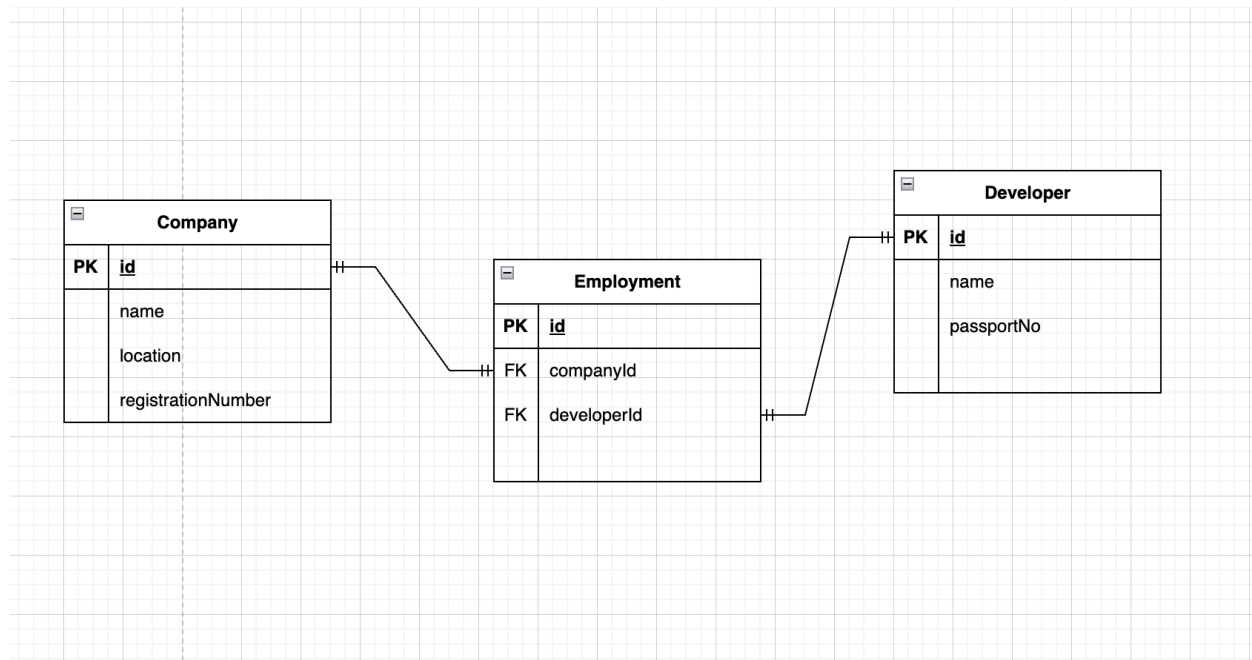 Company
PK id
name
location
registrationNumber
Employment
PK id
FK companyId
FK developerId
Developer
PK id
name
passportNo